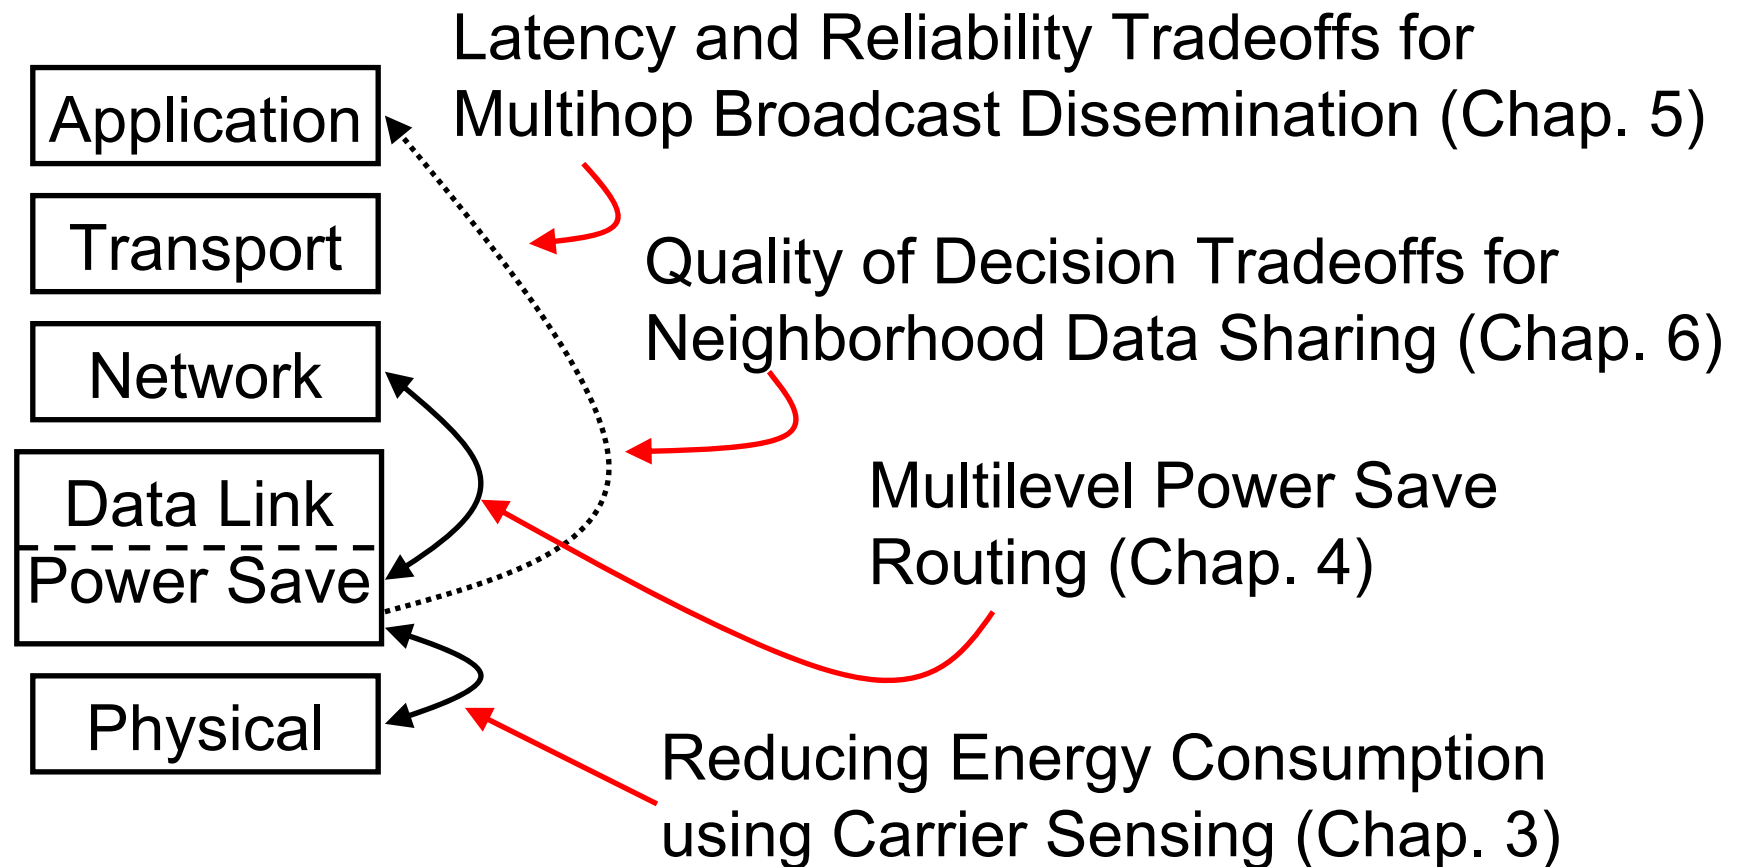 Latency and Reliability Tradeoffs for
Multihop Broadcast Dissemination (Chap. 5)
Application
Transport
Quality of Decision Tradeoffs for
Neighborhood Data Sharing (Chap. 6)
Network
Data Link
Power Save
Multilevel Power Save
Routing (Chap. 4)
Physical
Reducing Energy Consumption
using Carrier Sensing (Chap. 3)